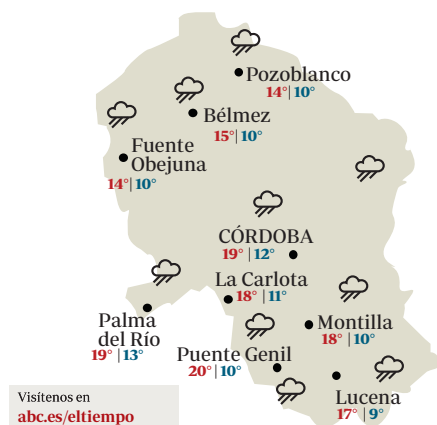 Pozoblanco
14°|10°
Bélmez
15°|10°
Fuente
Obejuna
14°|10°
CÓRDOBA
19°|12°
La Carlota
18°|11°
Palma
del Río
19°|13°
Montilla
18°|10°
Puente Genil
20°|10°
Lucena
17°|9°
Visítenos en
abc.es/eltiempo